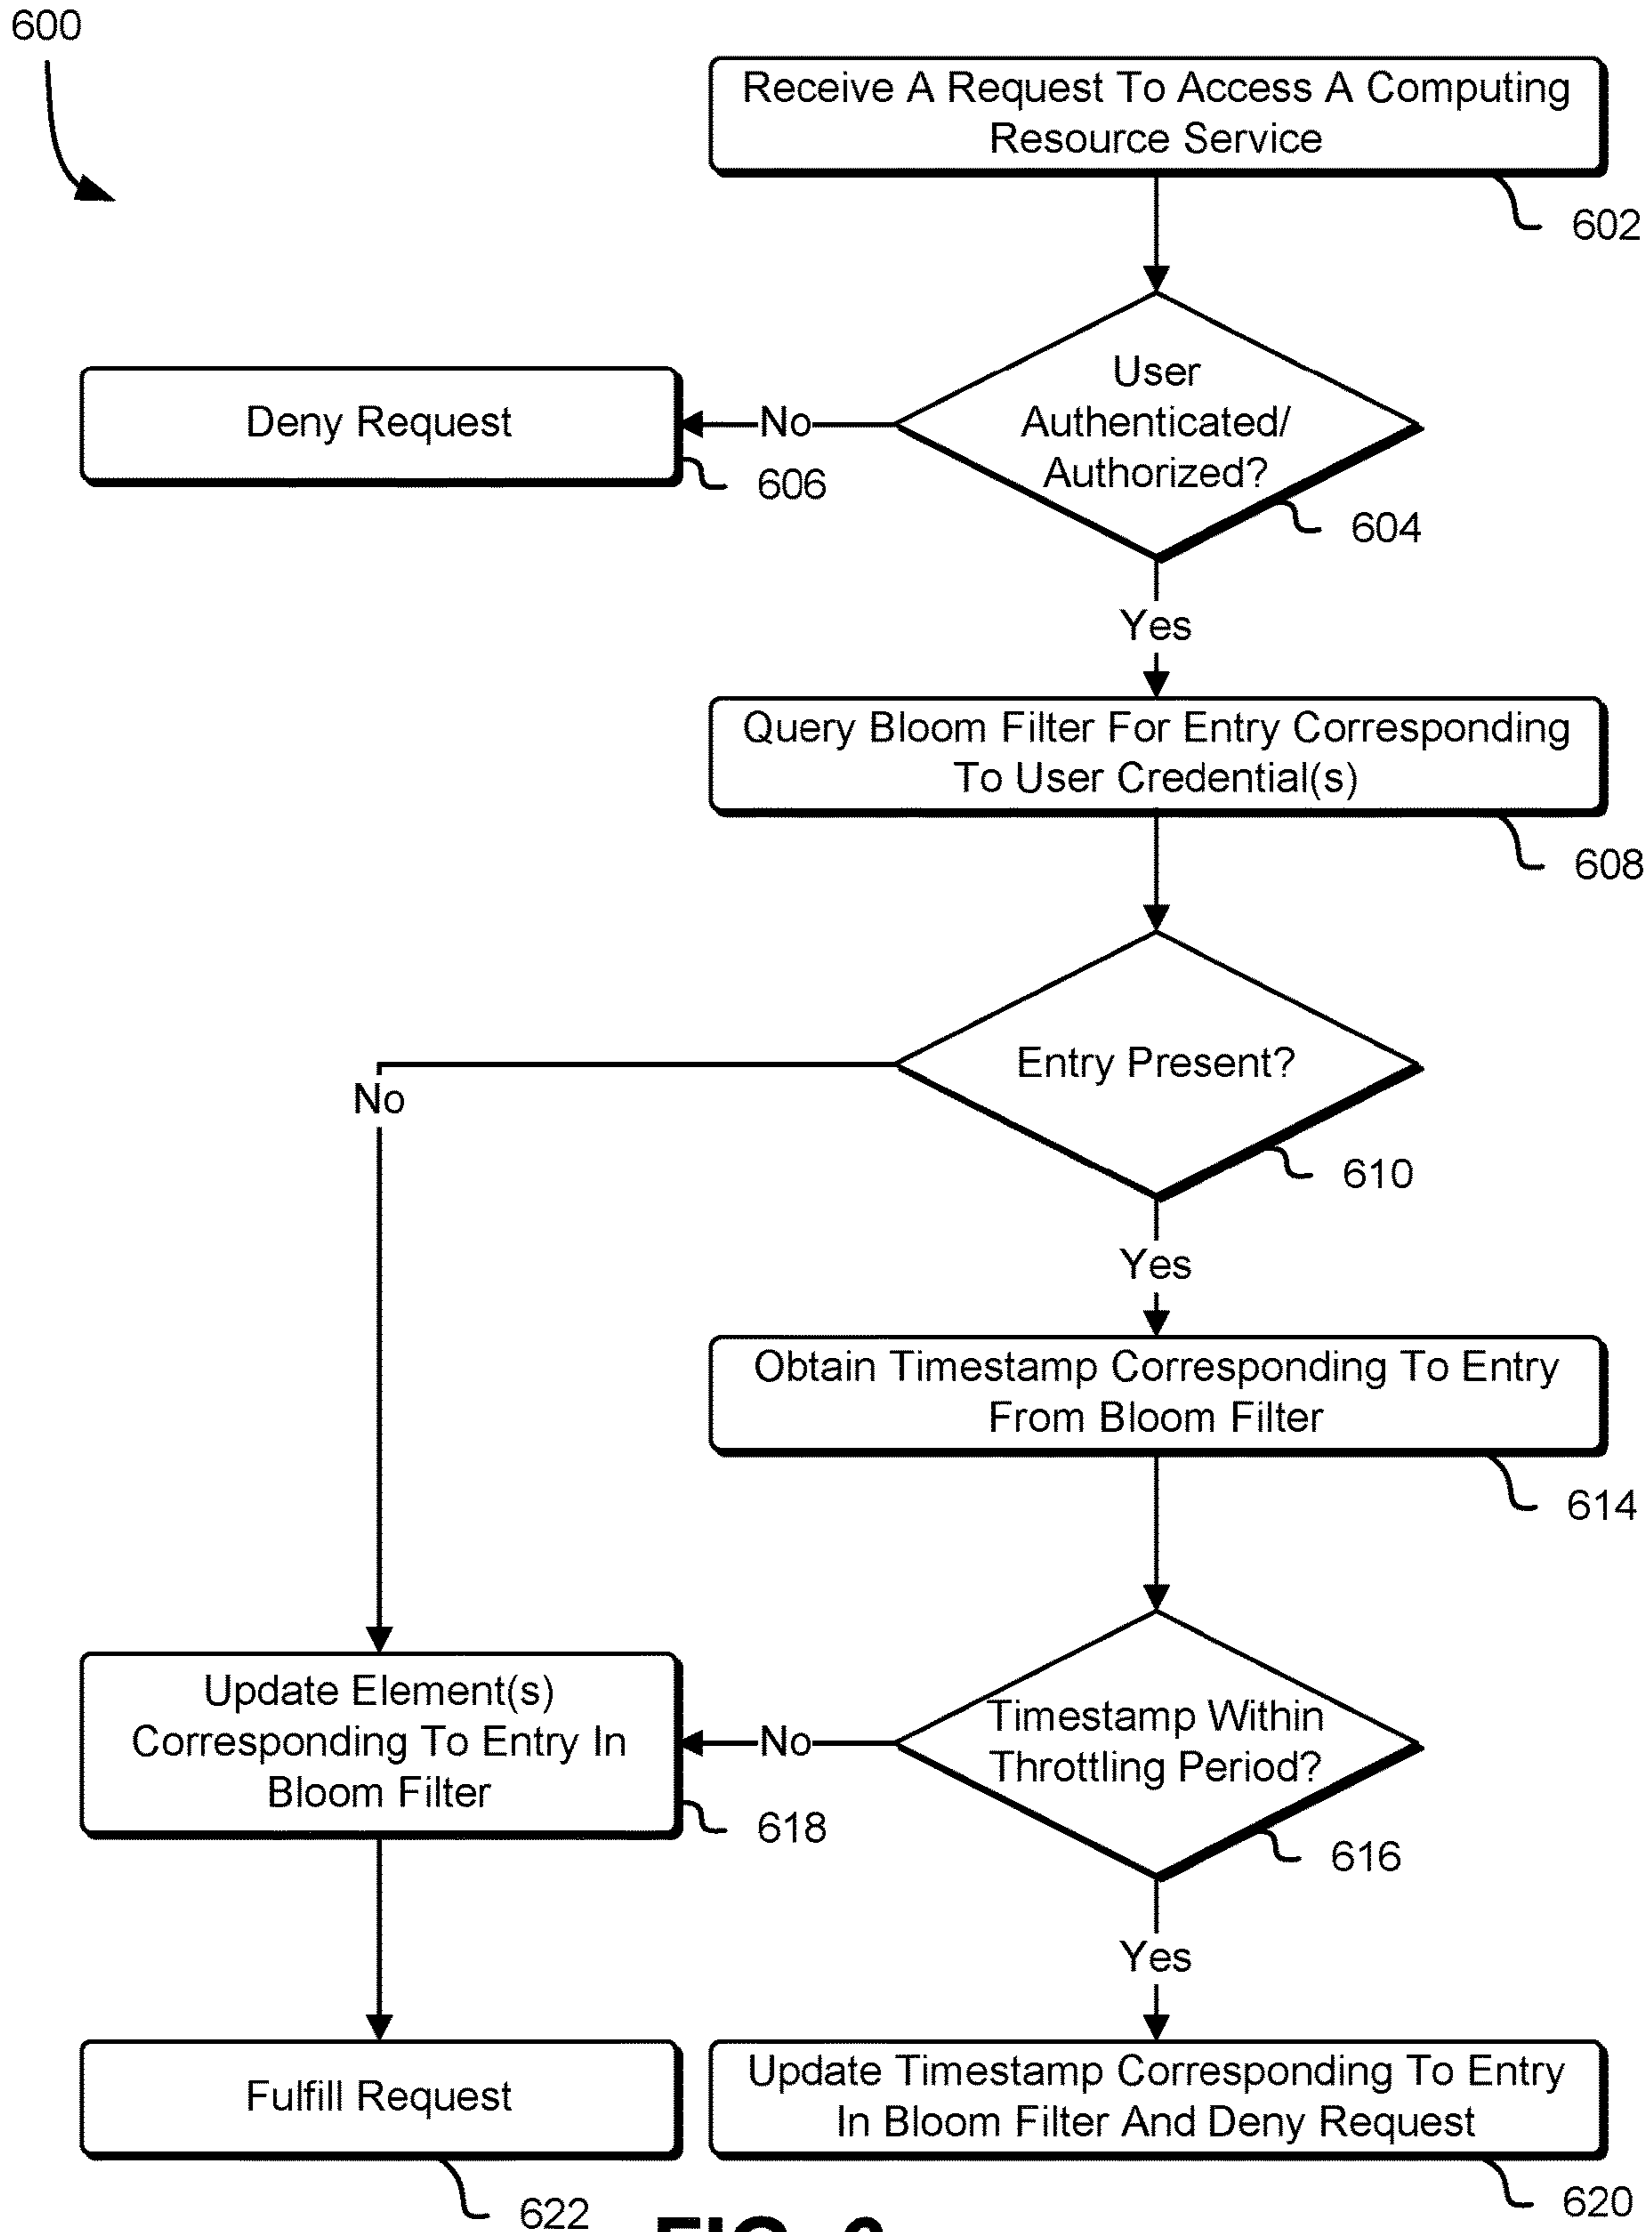 600
Receive A Request To Access A Computing
Resource Service
602
User
Authenticated/
Authorized?
604
No
Deny Request
606
Yes
Query Bloom Filter For Entry Corresponding
To User Credential(s)
608
Entry Present?
610
No
Yes
Obtain Timestamp Corresponding To Entry
From Bloom Filter
614
Timestamp Within
Throttling Period?
616
No
Update Element(s)
Corresponding To Entry In
Bloom Filter
618
Yes
Fulfill Request
622
Update Timestamp Corresponding To Entry
In Bloom Filter And Deny Request
620